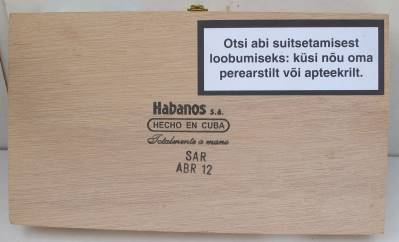 Otsi abi suitsetamisest
loobumiseks: küsi nõu oma
perearstilt või apteekrilt.
Habanos s.a.
HECHO EN CUBA
Totalmente a mano
SAR
ABR 12